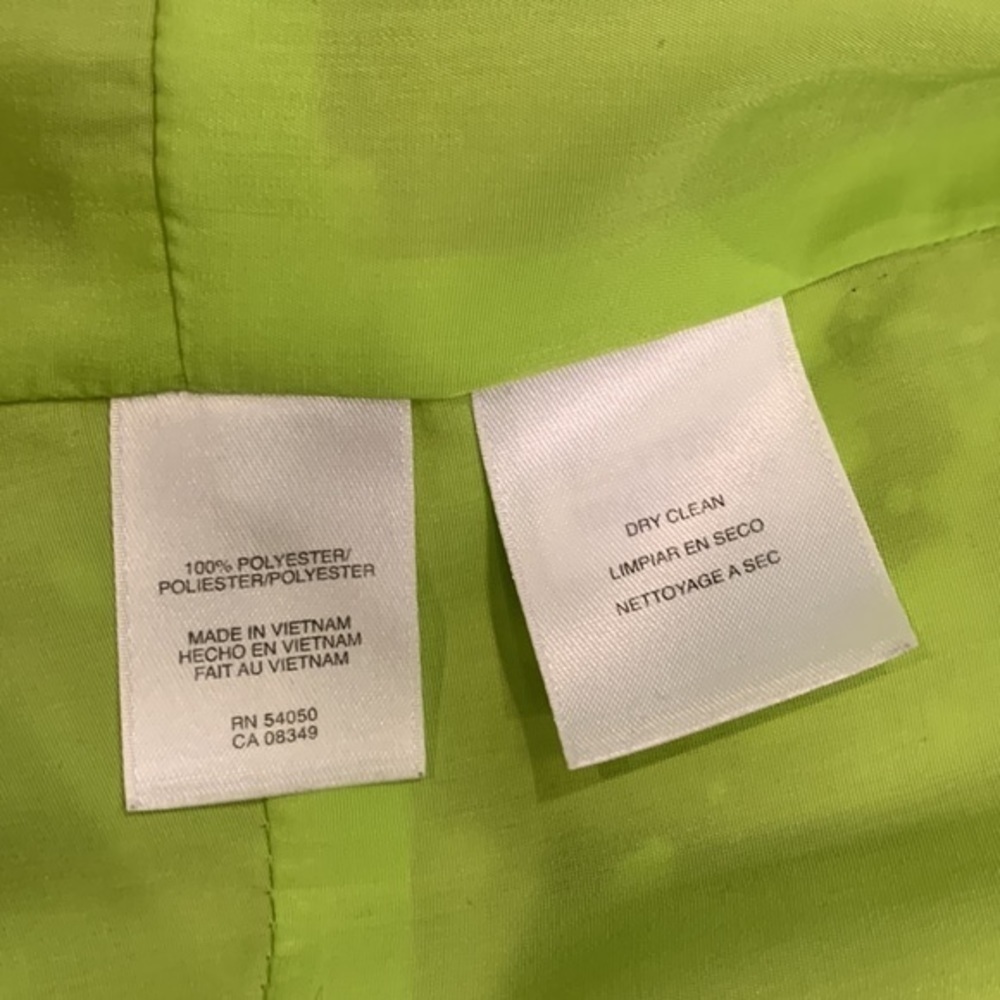 100% POLYESTER/
POLIESTER/POLYESTER
MADE IN VIETNAM
HECHO EN VIETNAM
FAIT AU VIETNAM
RN 54050
CA 08349
DRY CLEAN
LIMPIAR EN SECO
NETTOYAGE A SEC